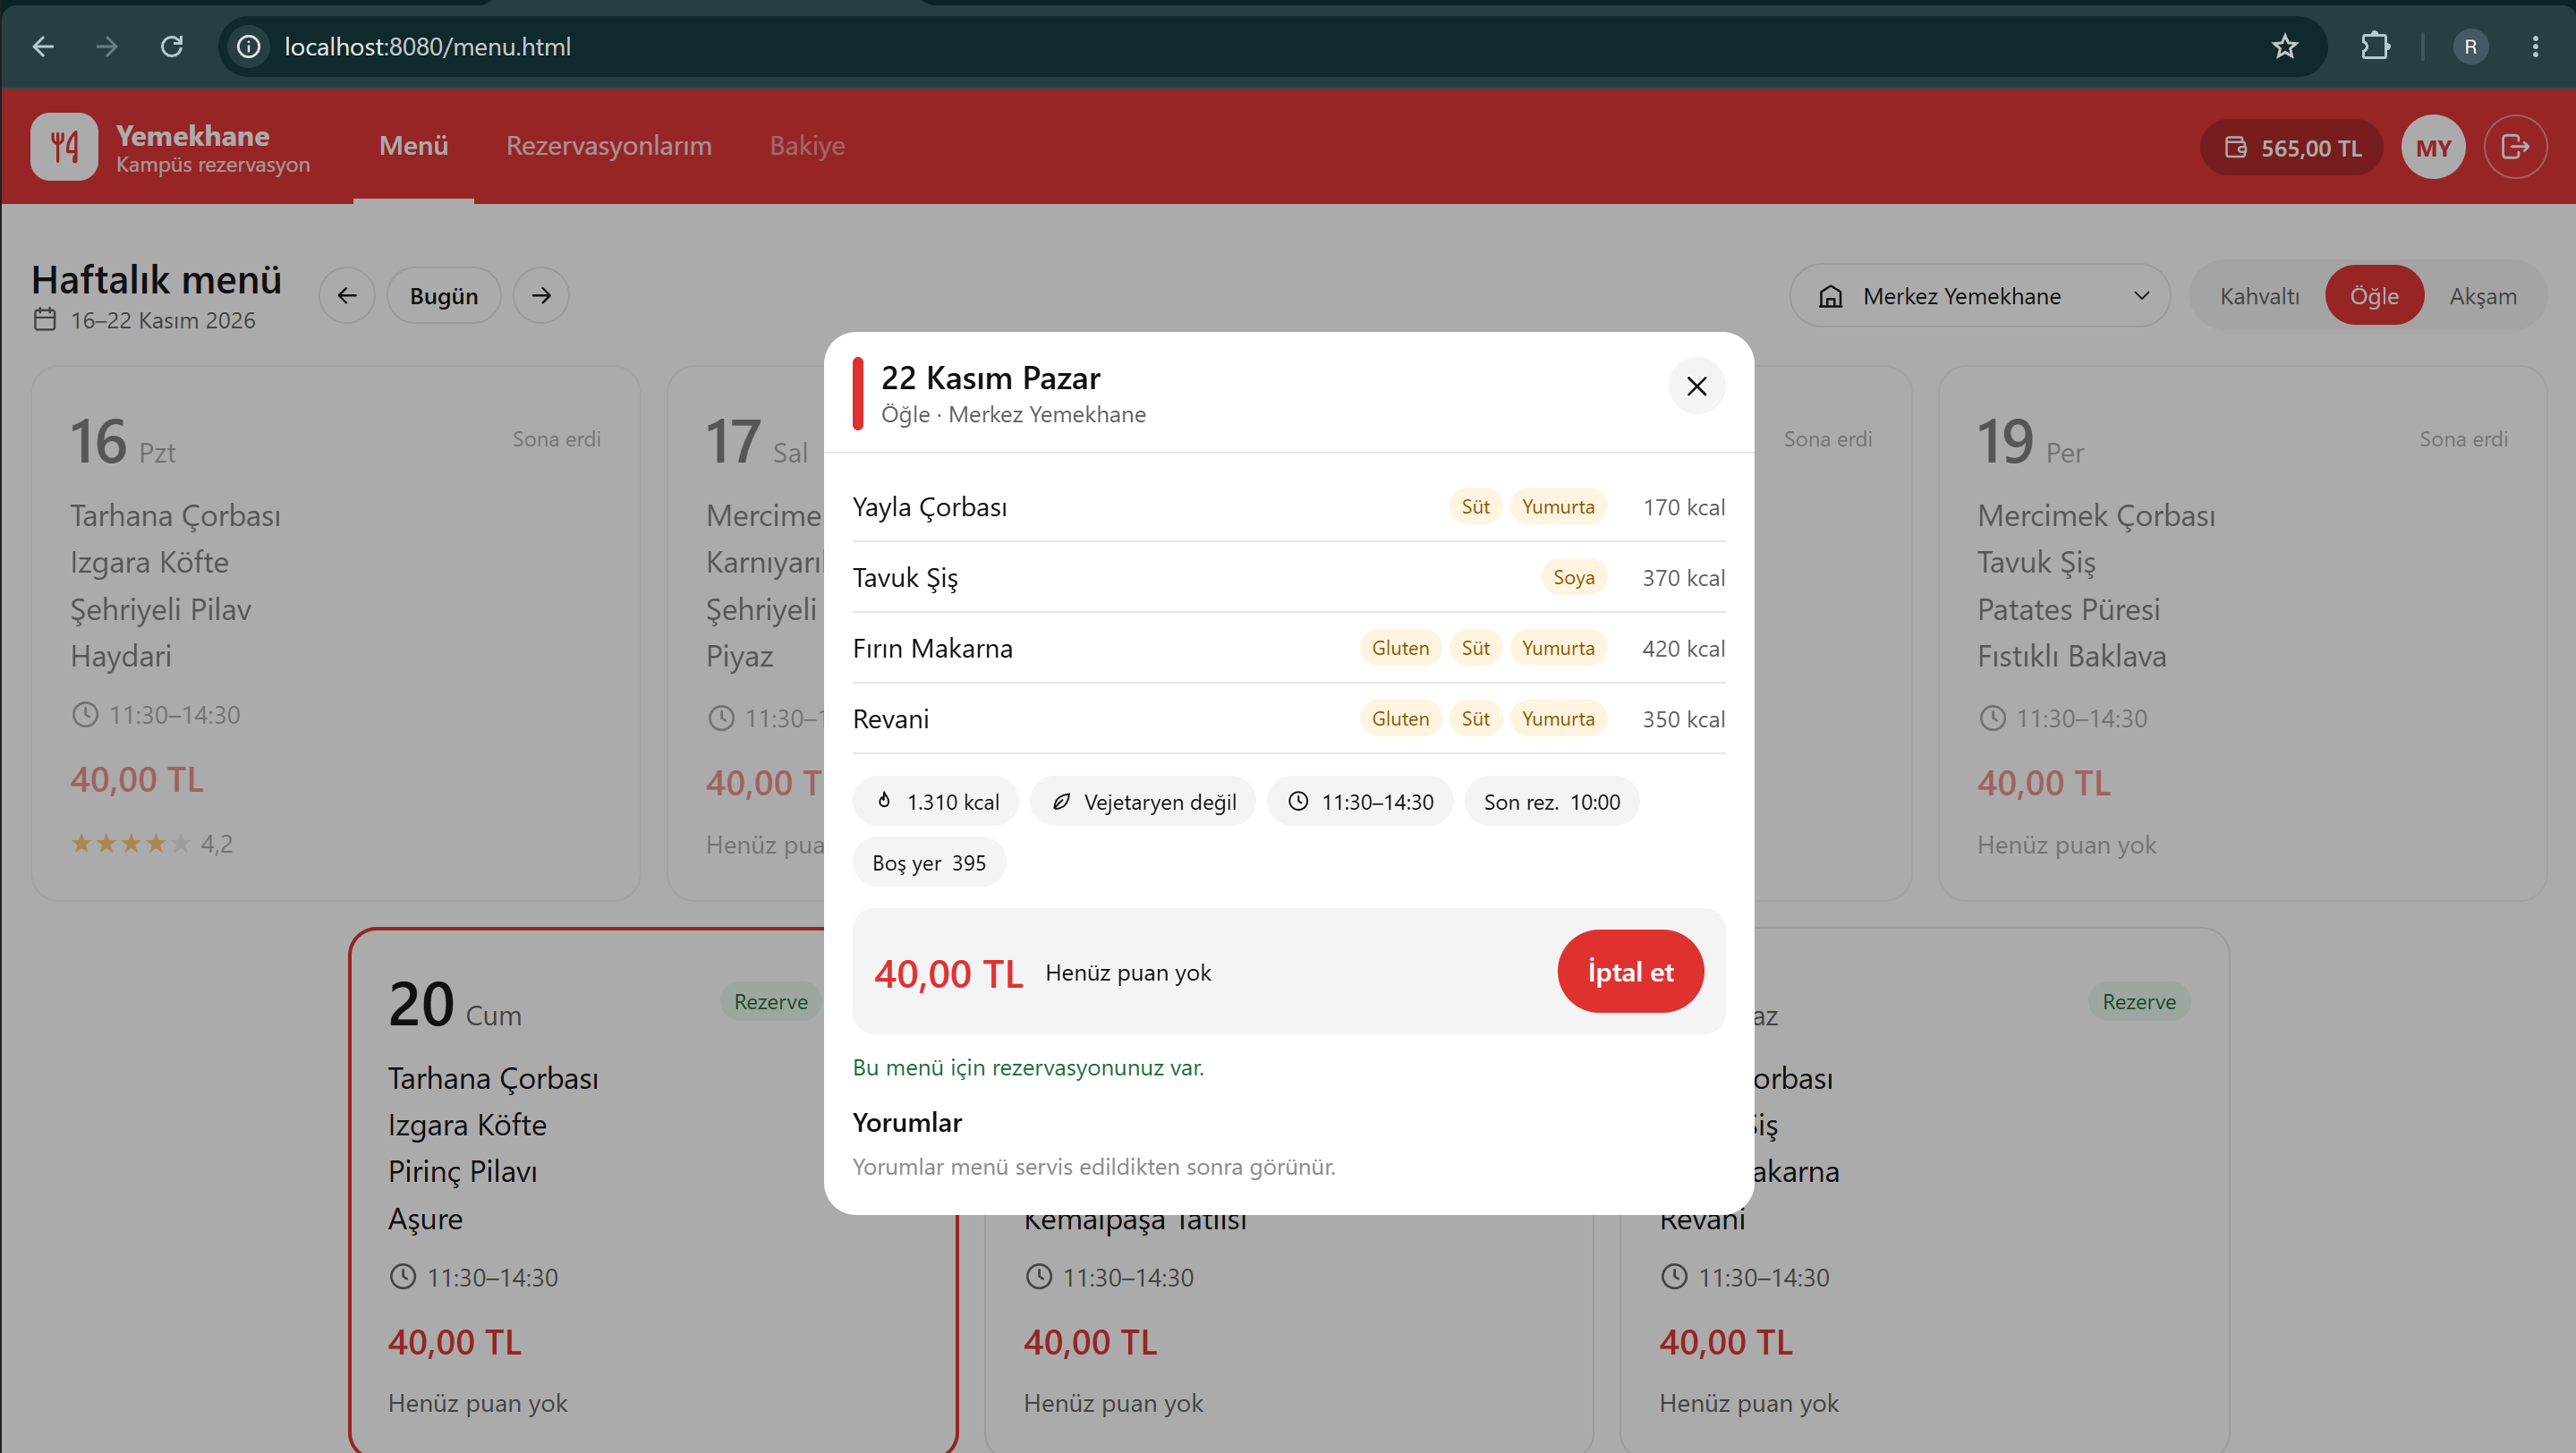 localhost:8080/menu.html
R
Yemekhane
Kampüs rezervasyon
Menü
Rezervasyonlarım
Bakiye
565,00 TL
MY
Haftalık menü
16–22 Kasım 2026
Bugün
Merkez Yemekhane
Kahvaltı
Öğle
Akşam
16 Pzt
Sona erdi
Tarhana Çorbası
Izgara Köfte
Şehriyeli Pilav
Haydari
11:30–14:30
40,00 TL
4,2
17 Sal
Şehriyeli
Piyaz
40,00
Henüz
Sona erdi
19 Per
Sona erdi
Mercimek Çorbası
Tavuk Şiş
Patates Püresi
Fıstıklı Baklava
11:30–14:30
40,00 TL
Henüz puan yok
22 Kasım Pazar
Öğle · Merkez Yemekhane
Yayla Çorbası
Süt
Yumurta
170 kcal
Tavuk Şiş
Soya
370 kcal
Fırın Makarna
Gluten
Süt
Yumurta
420 kcal
Revani
Gluten
Süt
Yumurta
350 kcal
1.310 kcal
Vejetaryen değil
11:30–14:30
Son rez. 10:00
Boş yer 395
40,00 TL
Henüz puan yok
İptal et
Bu menü için rezervasyonunuz var.
Yorumlar
Yorumlar menü servis edildikten sonra görünür.
20 Cum
Rezerve
Tarhana Çorbası
Izgara Köfte
Pirinç Pilavı
Aşure
11:30–14:30
40,00 TL
Henüz puan yok
Kemalpaşa Tatlısı
11:30–14:30
40,00 TL
Henüz puan yok
Rezerve
Revani
11:30–14:30
40,00 TL
Henüz puan yok